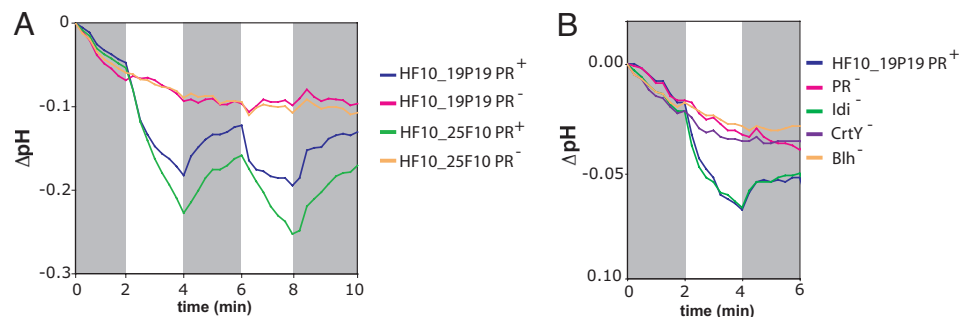 A
0
-0.1
-0.2
-0.3
ΔpH
0 2 4 6 8 10
time (min)
HF10_19P19 PR+
HF10_19P19 PR-
HF10_25F10 PR+
HF10_25F10 PR-
B
0.00
-0.05
0.10
ΔpH
0 2 4 6
time (min)
HF10_19P19 PR+
PR-
Idi-
CrtY-
Blh-